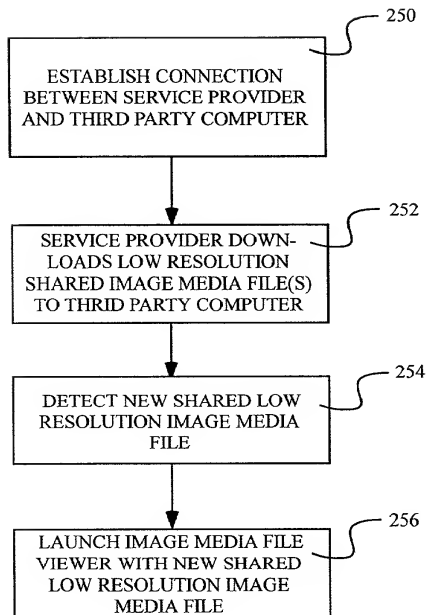 250
ESTABLISH CONNECTION
BETWEEN SERVICE PROVIDER
AND THIRD PARTY COMPUTER
252
SERVICE PROVIDER DOWN-
LOADS LOW RESOLUTION
SHARED IMAGE MEDIA FILE(S)
TO THRID PARTY COMPUTER
254
DETECT NEW SHARED LOW
RESOLUTION IMAGE MEDIA
FILE
256
LAUNCH IMAGE MEDIA FILE
VIEWER WITH NEW SHARED
LOW RESOLUTION IMAGE
MEDIA FILE